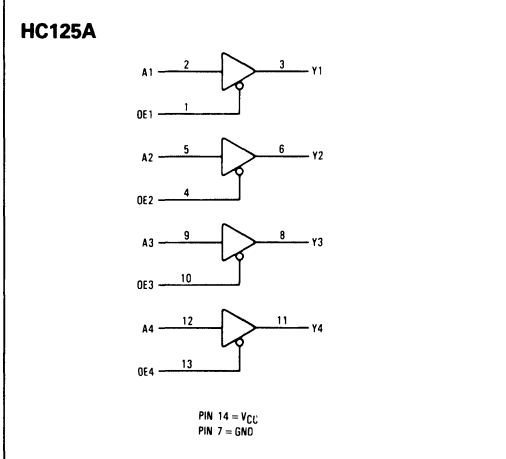 HC125A
A1 2 3 Y1
OE1 1
A2 5 6 Y2
OE2 4
A3 9 8 Y3
OE3 10
A4 12 11 Y4
OE4 13
PIN 14 = VCC
PIN 7 = GND